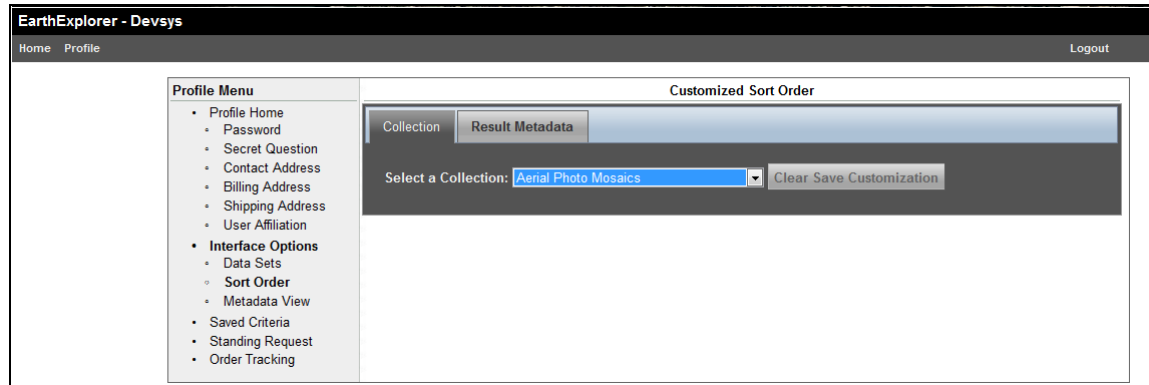 EarthExplorer - Devsys
Home Profile Logout
Profile Menu
Profile Home
Password
Secret Question
Contact Address
Billing Address
Shipping Address
User Affiliation
Interface Options
Data Sets
Sort Order
Metadata View
Saved Criteria
Standing Request
Order Tracking
Customized Sort Order
Collection Result Metadata
Select a Collection: Aerial Photo Mosaics Clear Save Customization